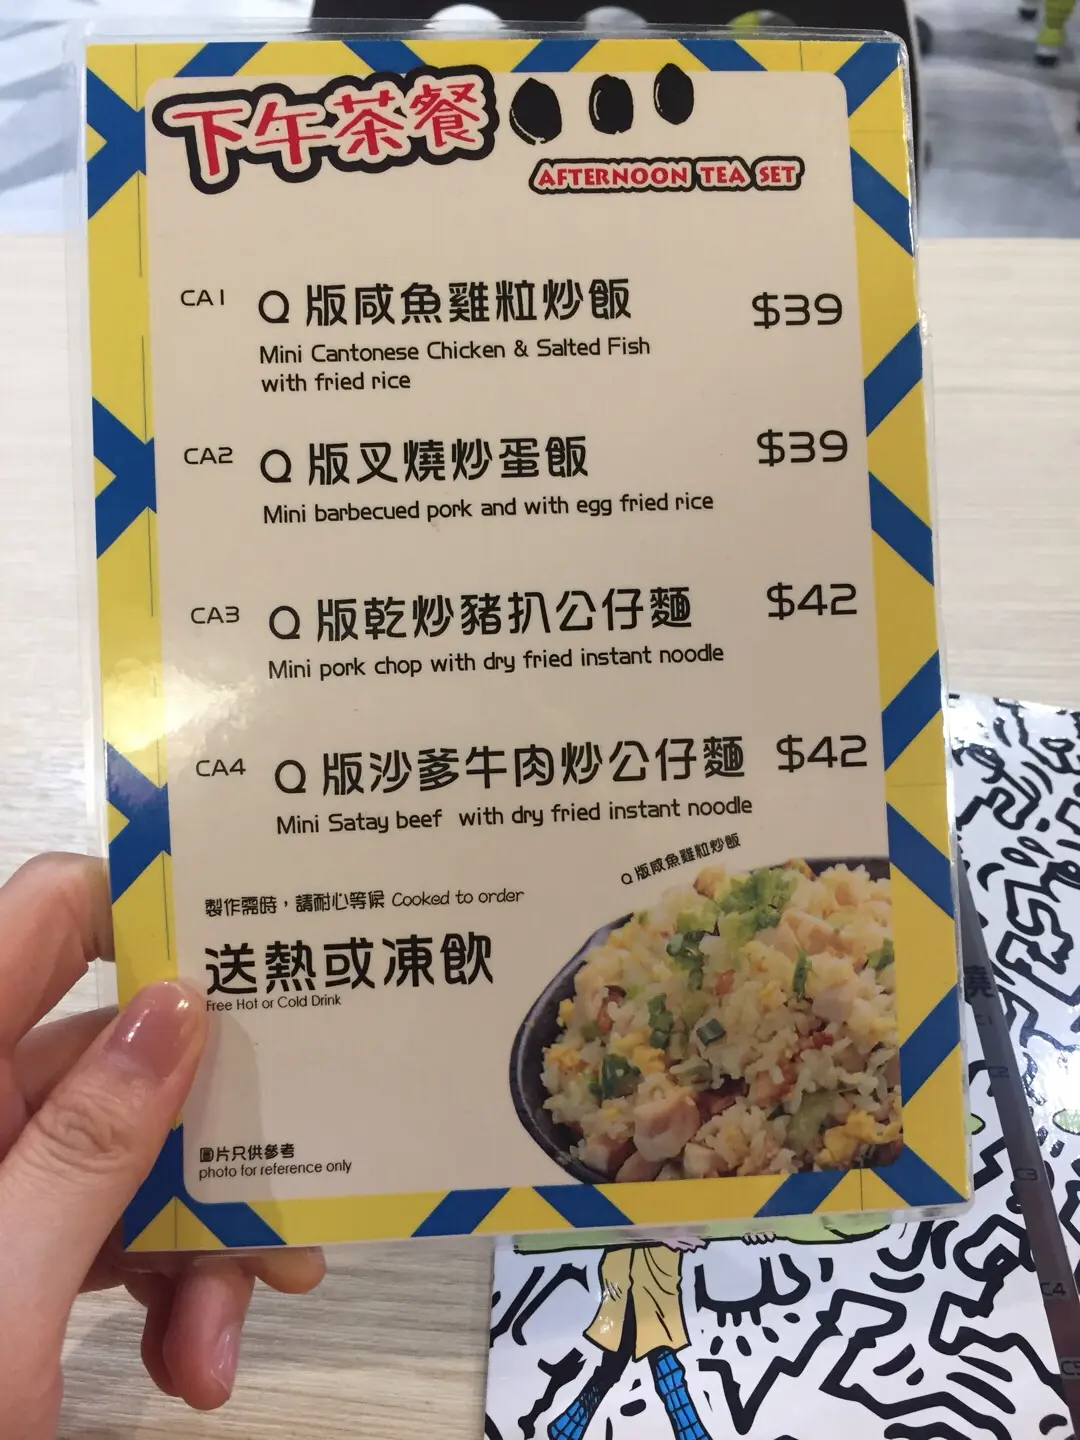 下午茶餐
AFTERNOON TEA SET
CA1 Q版咸魚雞粒炒飯 $39
Mini Cantonese Chicken & Salted Fish
with fried rice
CA2 Q版叉燒炒蛋飯 $39
Mini barbecued pork and with egg fried rice
CA3 Q版乾炒豬扒公仔麵 $42
Mini pork chop with dry fried instant noodle
CA4 Q版沙爹牛肉炒公仔麵 $42
Mini Satay beef with dry fried instant noodle
Q版咸魚雞粒炒飯
製作需時，請耐心等候 Cooked to order
送熱或凍飲
Free Hot or Cold Drink
圖片只供參考
photo for reference only
燒
C1
C2
C3
C4
C5